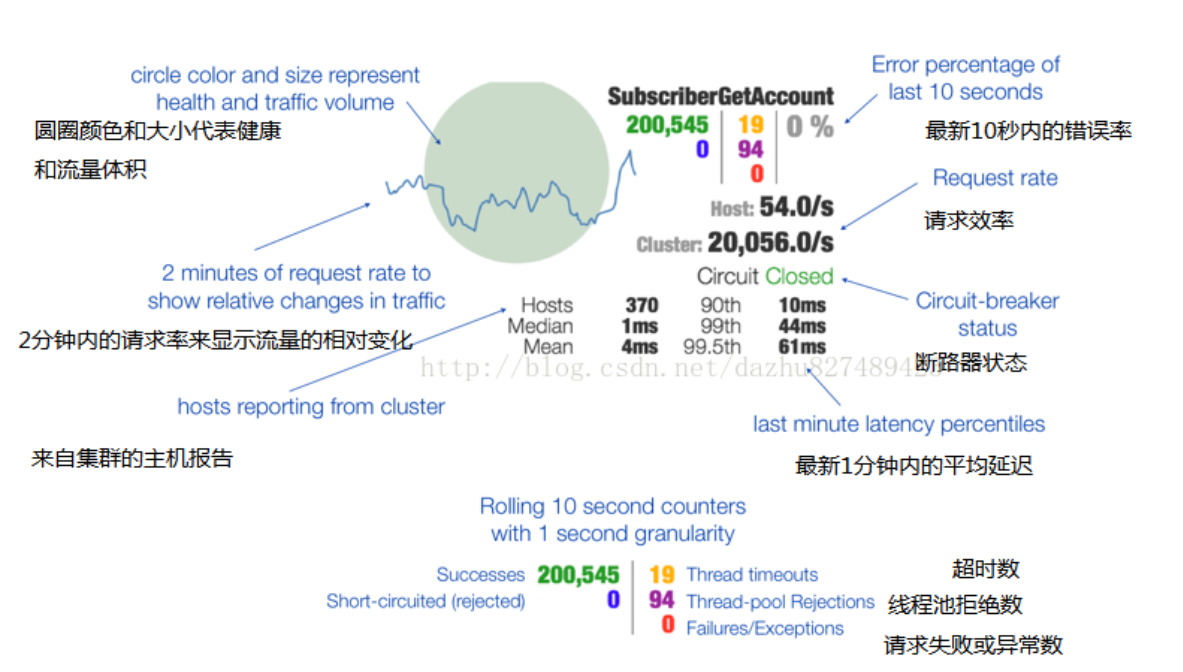 circle color and size represent
health and traffic volume
圆圈颜色和大小代表健康
和流量体积
SubscriberGetAccount
200,545 19 0 %
0 94
0
Error percentage of
last 10 seconds
最新10秒内的错误率
Request rate
请求效率
Host: 54.0/s
Cluster: 20,056.0/s
2 minutes of request rate to
show relative changes in traffic
2分钟内的请求率来显示流量的相对变化
Circuit Closed
Hosts 370 90th 10ms
Median 1ms 99th 44ms
Mean 4ms 99.5th 61ms
Circuit-breaker
status
断路器状态
hosts reporting from cluster
来自集群的主机报告
last minute latency percentiles
最新1分钟内的平均延迟
Rolling 10 second counters
with 1 second granularity
Successes 200,545 19 Thread timeouts 超时数
Short-circuited (rejected) 0 94 Thread-pool Rejections 线程池拒绝数
0 Failures/Exceptions 请求失败或异常数